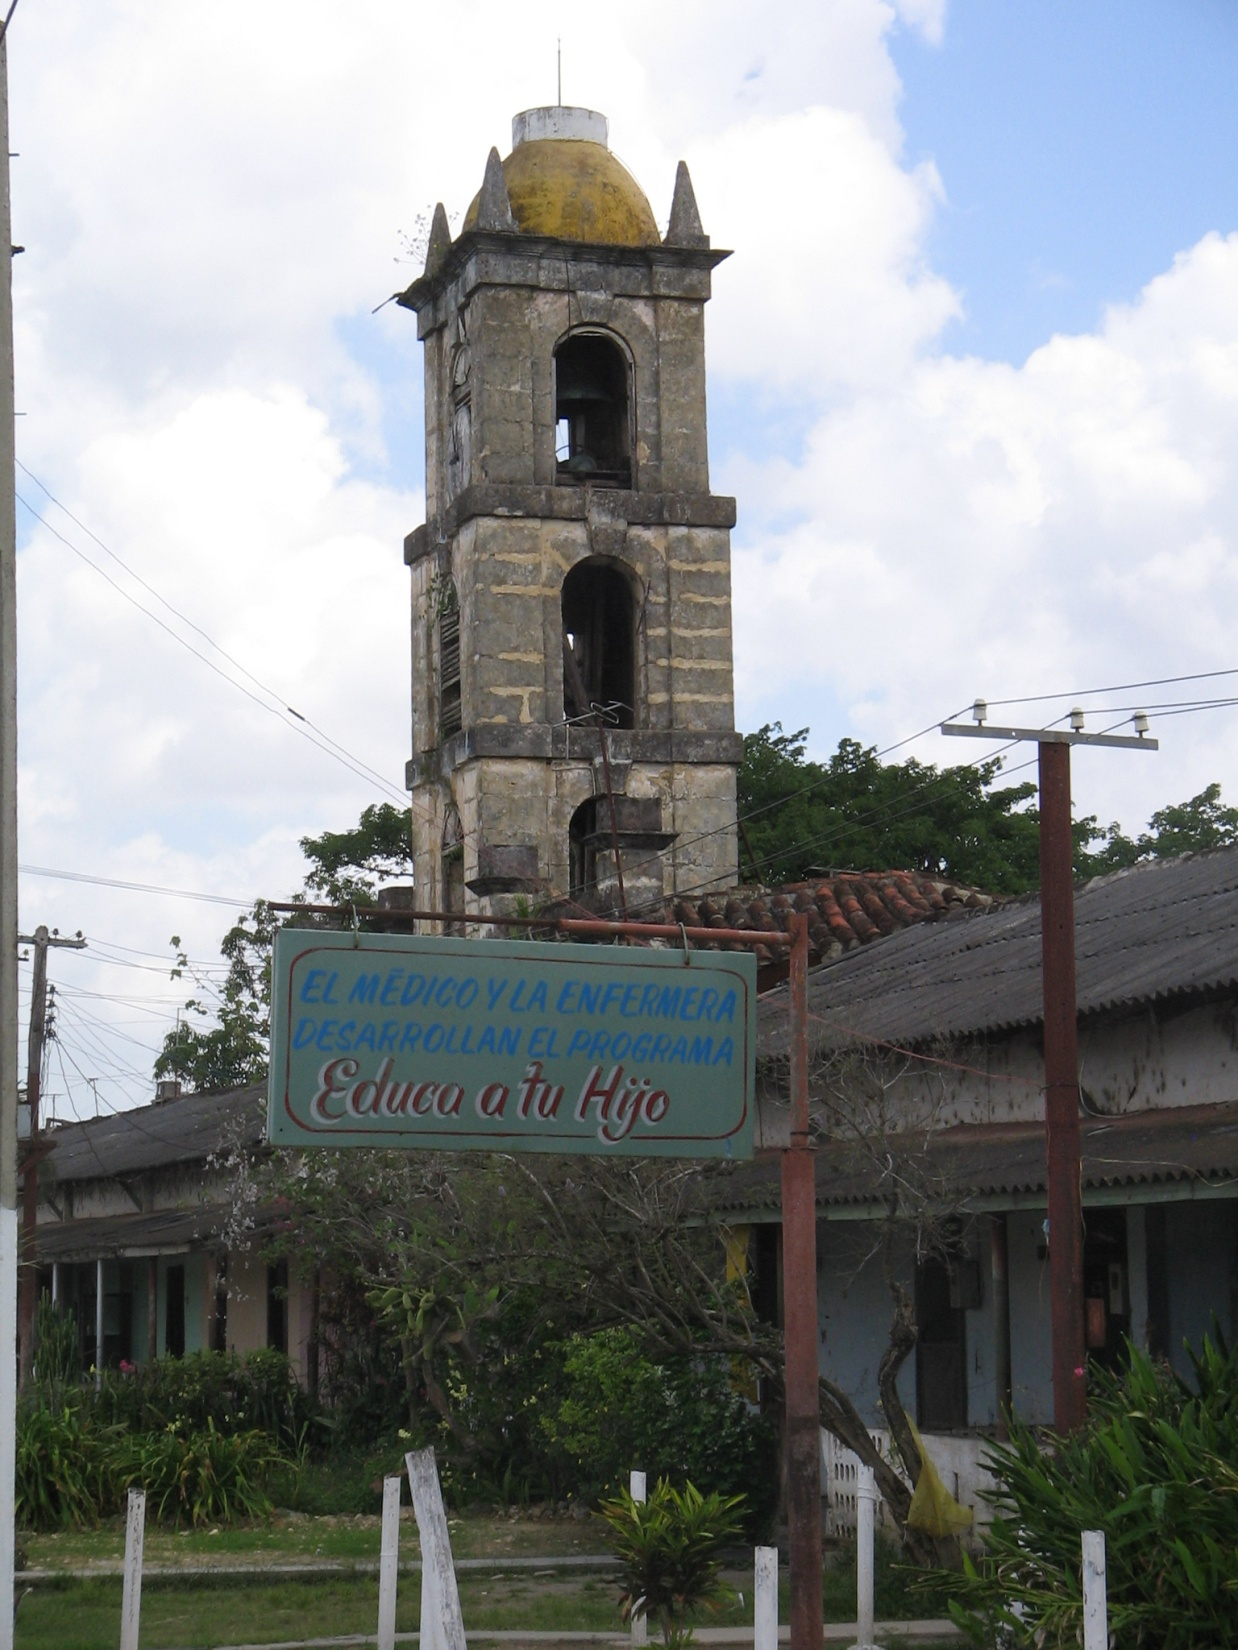 EL MÉDICO Y LA ENFERMERA
DESARROLLAN EL PROGRAMA
Educa a tu Hijo